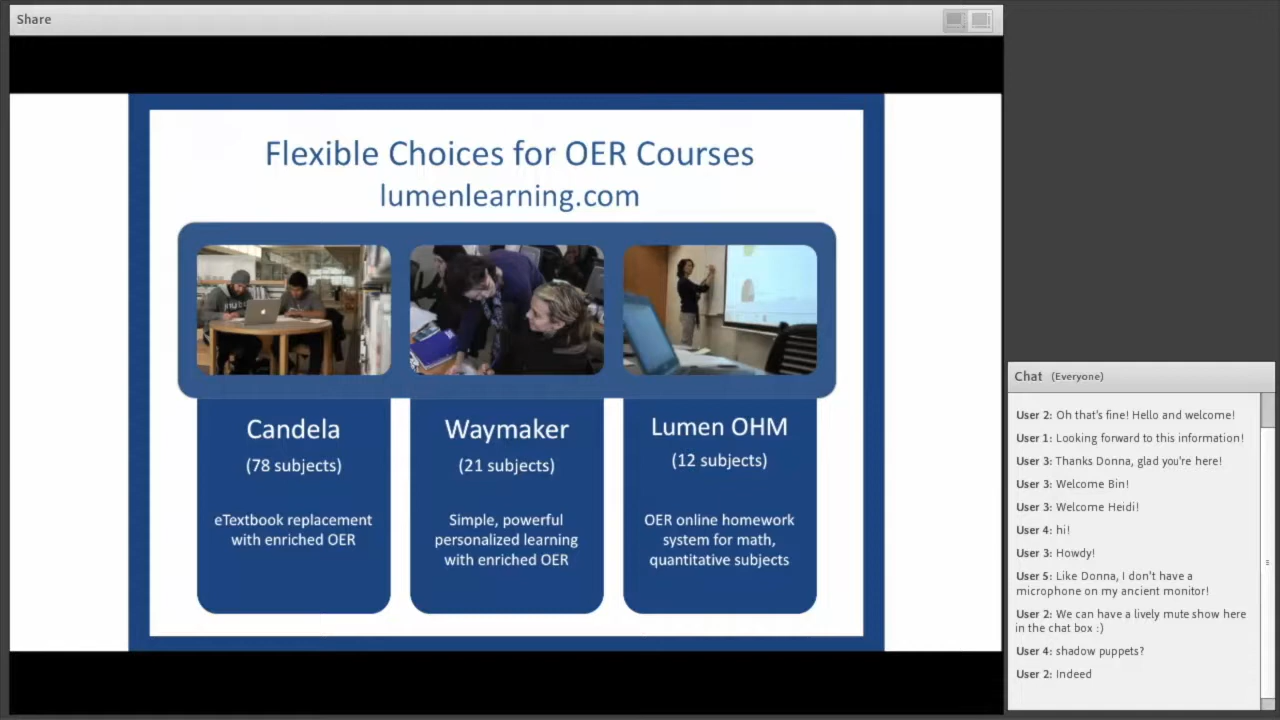 Share
Flexible Choices for OER Courses
lumenlearning.com
Candela
(78 subjects)
eTextbook replacement
with enriched OER
Waymaker
(21 subjects)
Simple, powerful
personalized learning
with enriched OER
Lumen OHM
(12 subjects)
OER online homework
system for math,
quantitative subjects
Chat (Everyone)
User 2: Oh that's fine! Hello and welcome!
User 1: Looking forward to this information!
User 3: Thanks Donna, glad you're here!
User 3: Welcome Bin!
User 3: Welcome Heidi!
User 4: hi!
User 3: Howdy!
User 5: Like Donna, I don't have a
microphone on my ancient monitor!
User 2: We can have a lively mute show here
in the chat box :)
User 4: shadow puppets?
User 2: Indeed